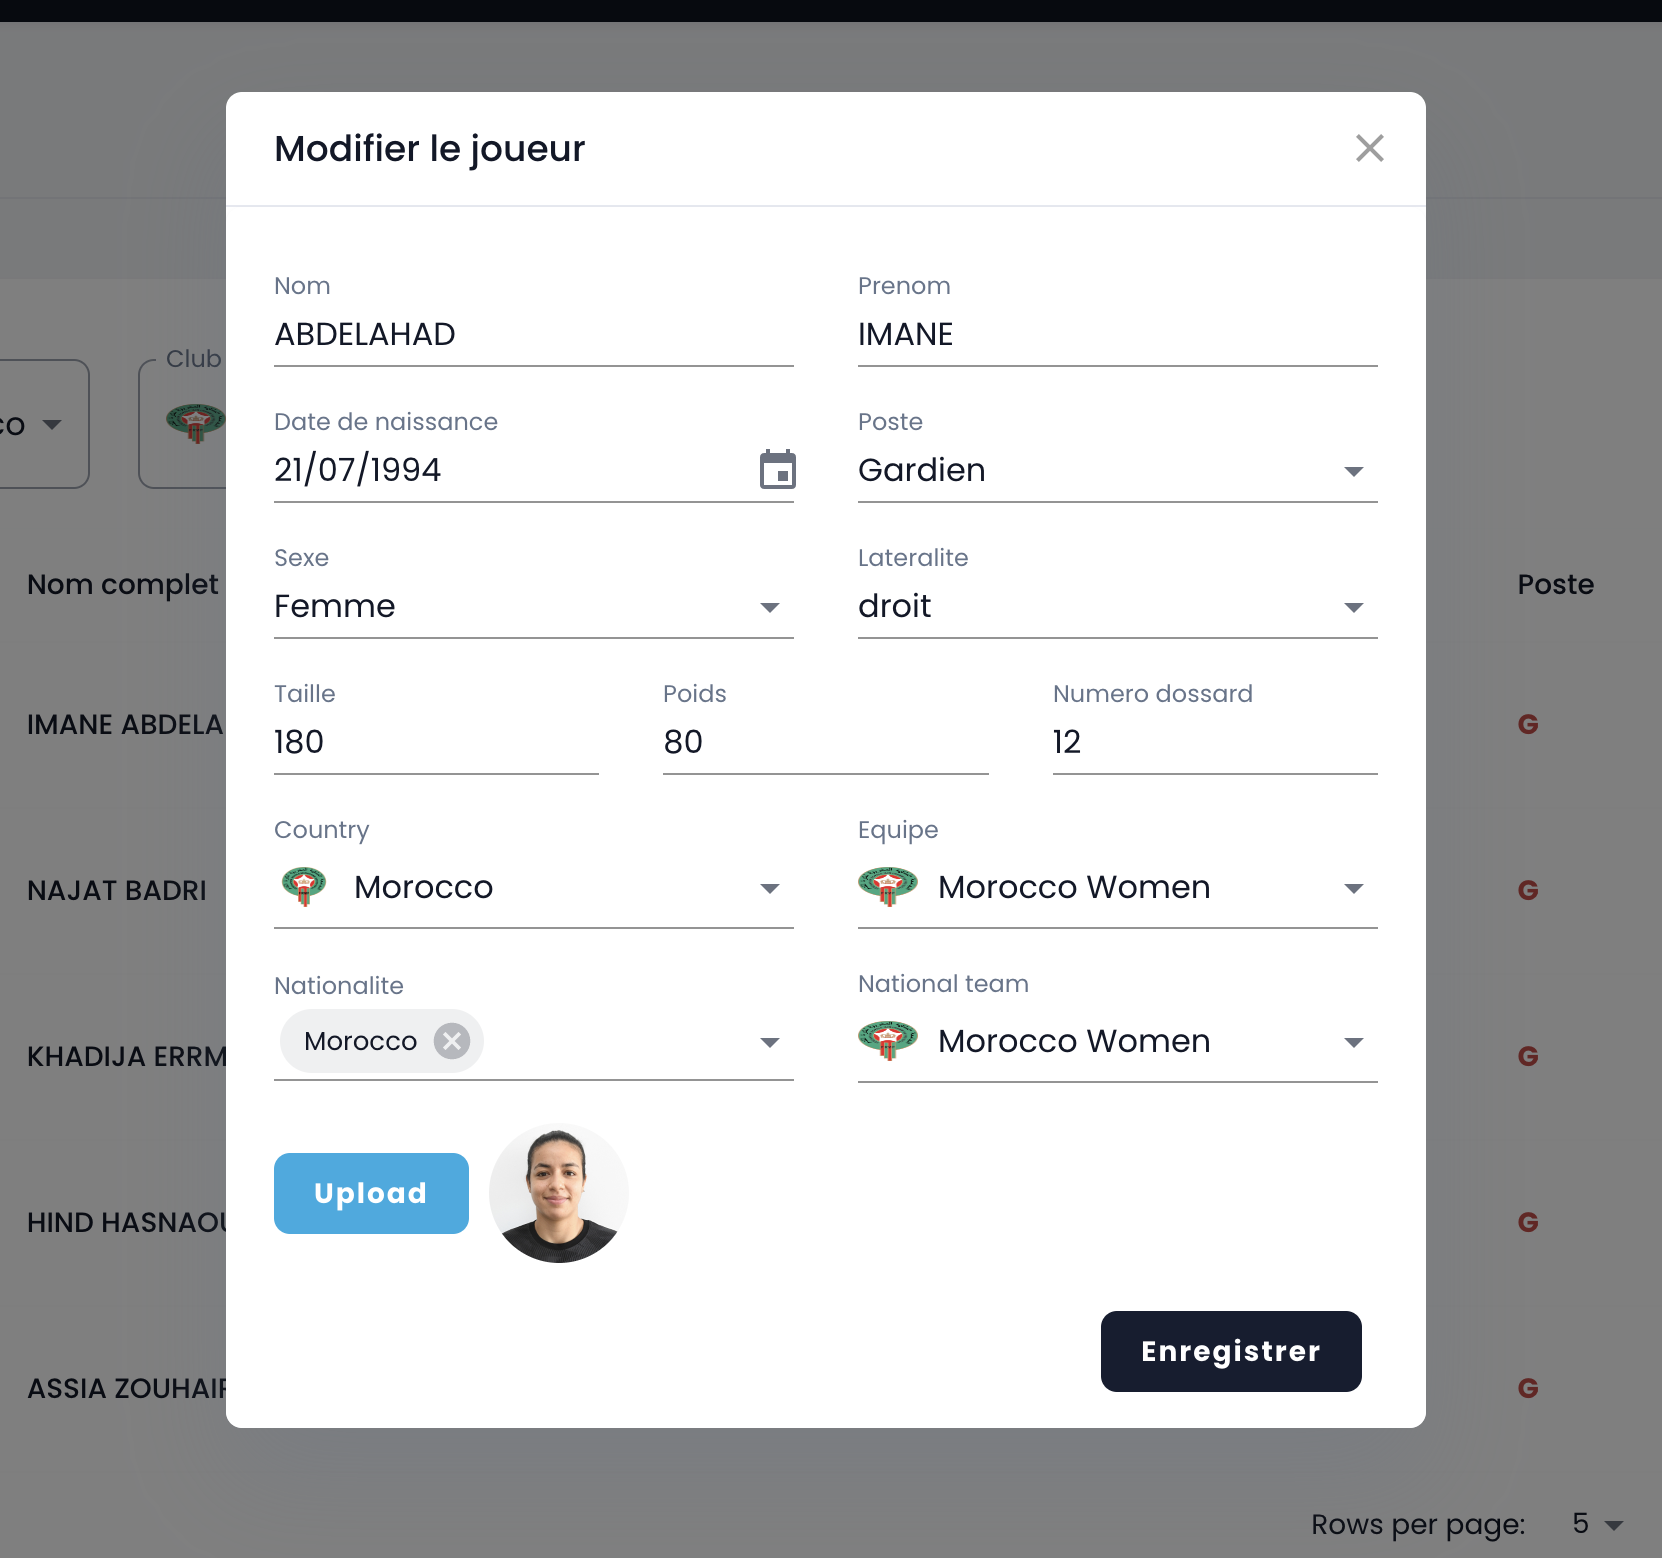 Modifier le joueur
Nom
ABDELAHAD
Prenom
IMANE
Date de naissance
21/07/1994
Poste
Gardien
Sexe
Femme
Lateralite
droit
Taille
180
Poids
80
Numero dossard
12
Country
Morocco
Equipe
Morocco Women
Nationalite
Morocco
National team
Morocco Women
Upload
Enregistrer
co
Club
Nom complet
Poste
IMANE ABDELA
G
NAJAT BADRI
G
KHADIJA ERRM
G
HIND HASNAOU
G
ASSIA ZOUHAIR
G
Rows per page: 5